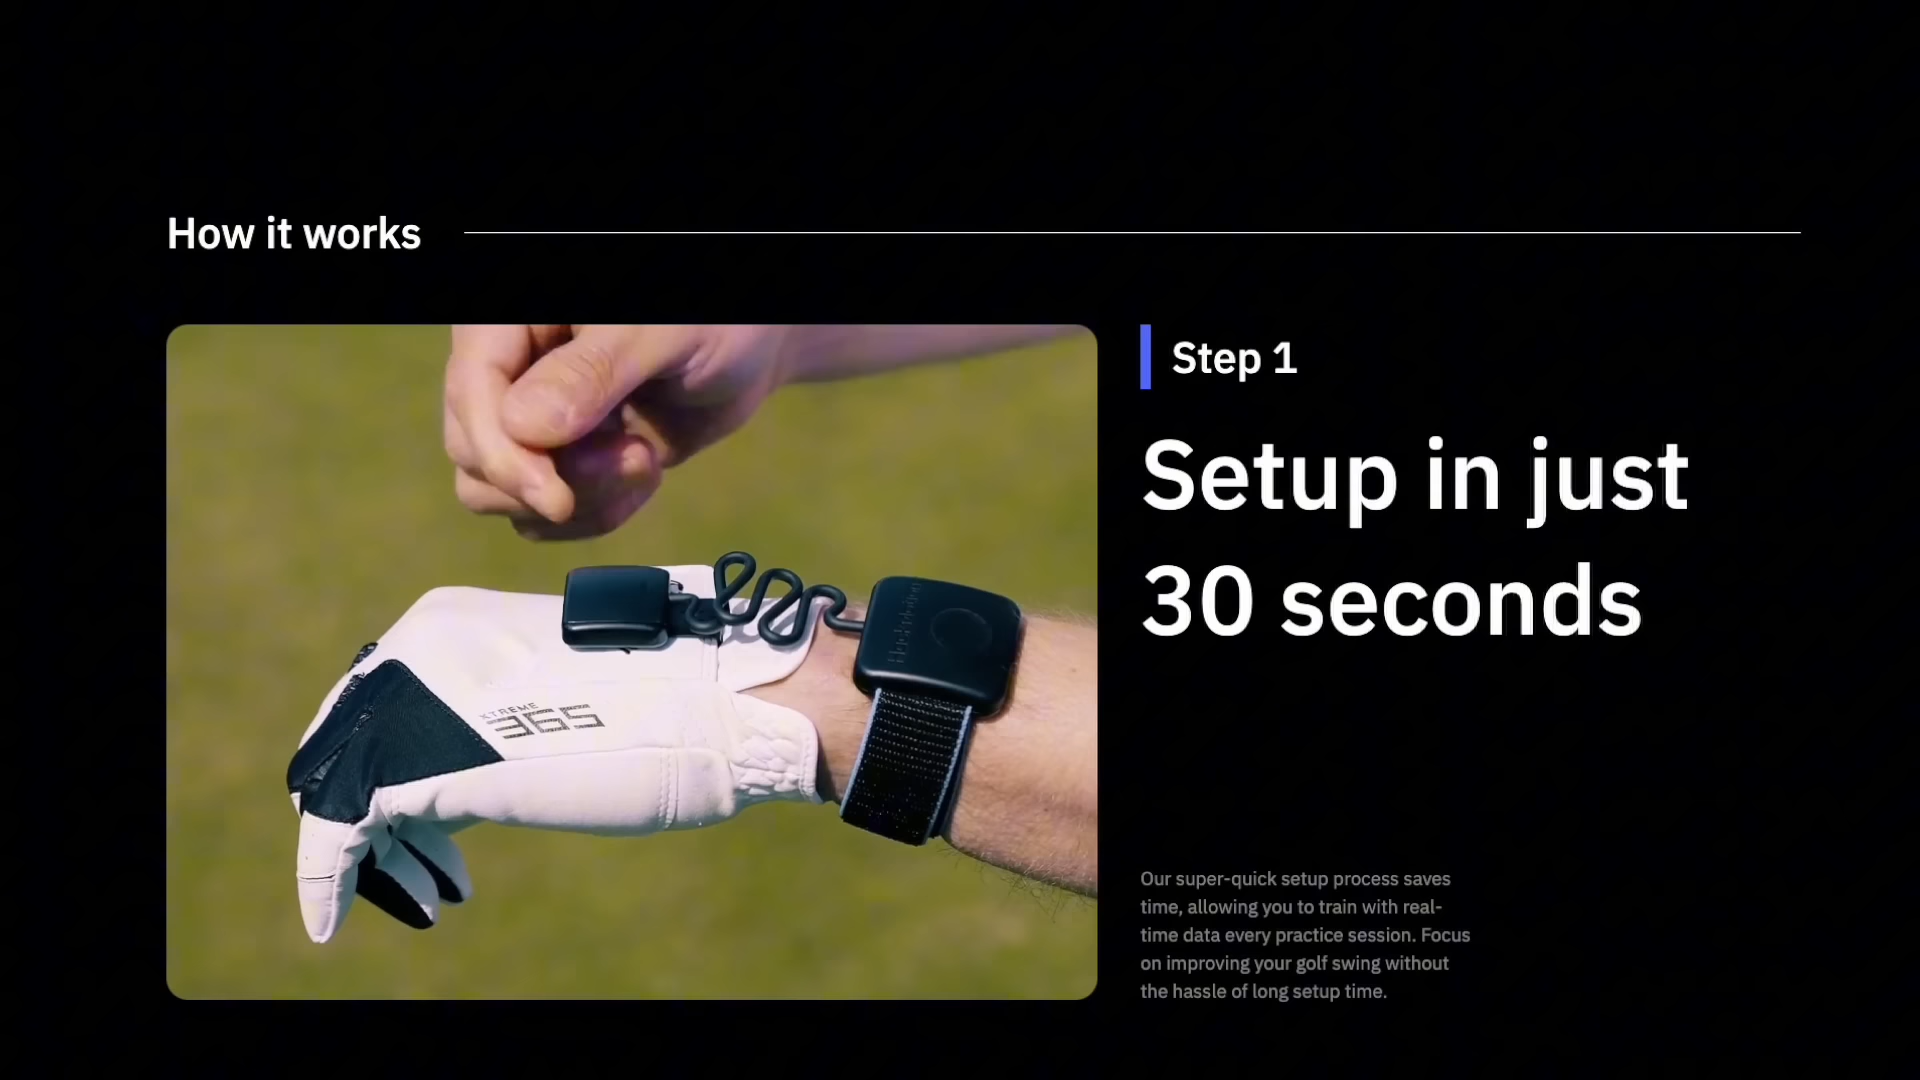 How it works
Step 1
Setup in just
30 seconds
XTREME
365
HackMotion
Our super-quick setup process saves
time, allowing you to train with real-
time data every practice session. Focus
on improving your golf swing without
the hassle of long setup time.